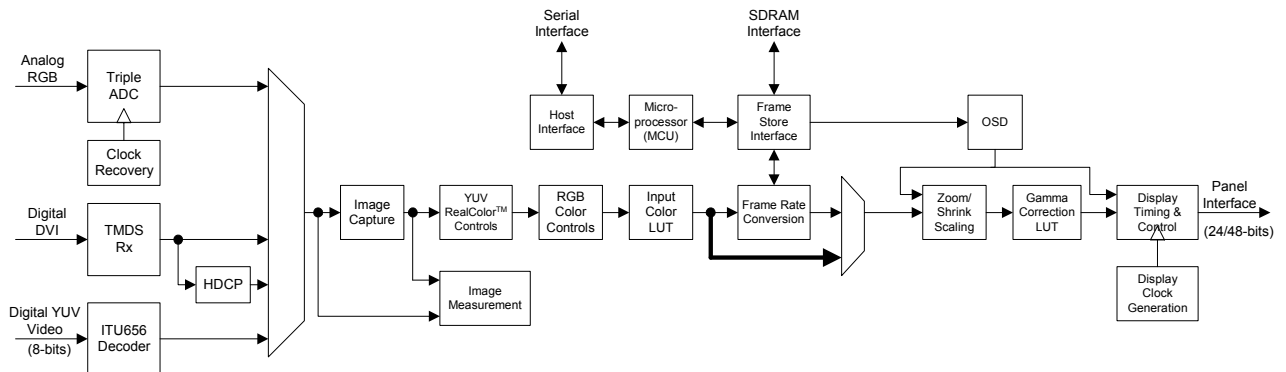 Serial
Interface
SDRAM
Interface
Analog
RGB
Triple
ADC
Clock
Recovery
Host
Interface
Micro-
processor
(MCU)
Frame
Store
Interface
OSD
Digital
DVI
TMDS
Rx
HDCP
Image
Capture
YUV
RealColor™
Controls
RGB
Color
Controls
Input
Color
LUT
Frame Rate
Conversion
Zoom/
Shrink
Scaling
Gamma
Correction
LUT
Display
Timing &
Control
Panel
Interface
(24/48-bits)
Image
Measurement
Display
Clock
Generation
Digital YUV
Video
(8-bits)
ITU656
Decoder